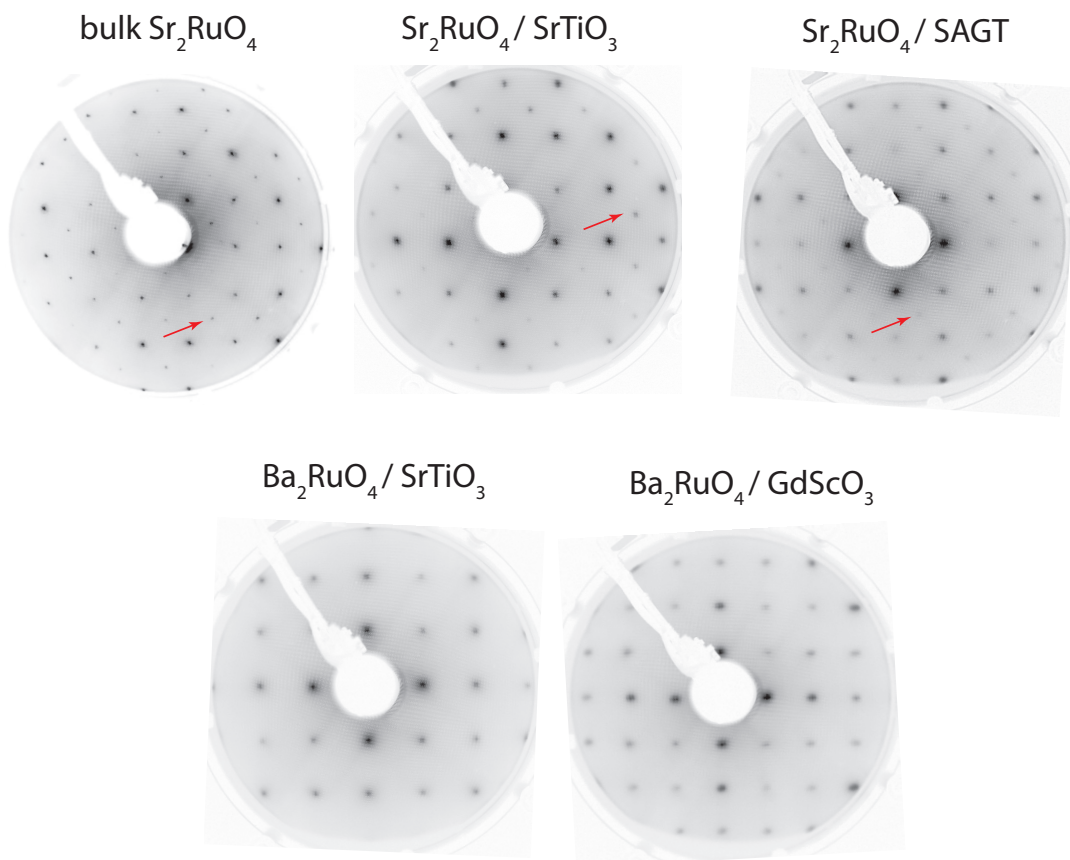 bulk Sr₂RuO₄
Sr₂RuO₄ / SrTiO₃
Sr₂RuO₄ / SAGT
Ba₂RuO₄ / SrTiO₃
Ba₂RuO₄ / GdScO₃